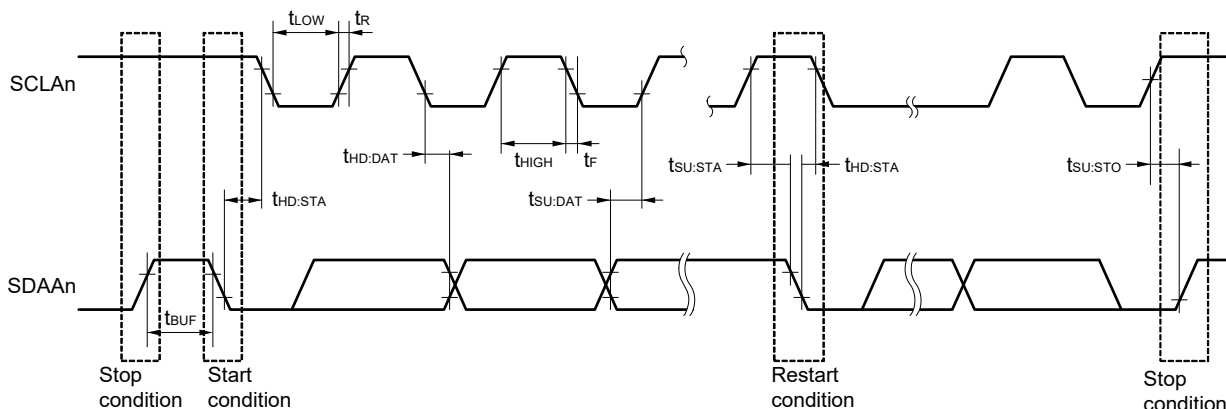 tLOW
tR
SCLAn
tHD:DAT
tHIGH
tF
tSU:STA
tHD:STA
tSU:STO
tHD:STA
tSU:DAT
SDAAn
tBUF
Stop
condition
Start
condition
Restart
condition
Stop
condition